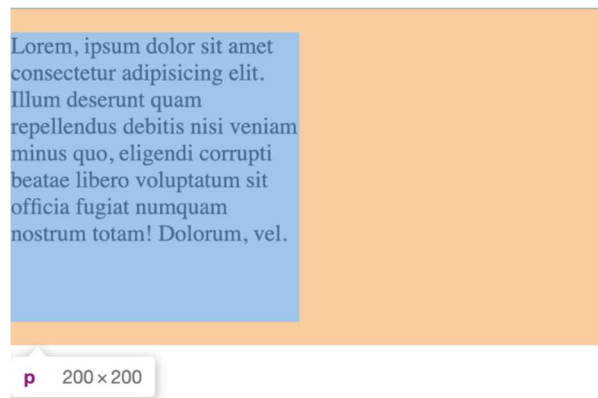 Lorem, ipsum dolor sit amet
consectetur adipisicing elit.
Illum deserunt quam
repellendus debitis nisi veniam
minus quo, eligendi corrupti
beatae libero voluptatum sit
officia fugiat numquam
nostrum totam! Dolorum, vel.
p 200×200